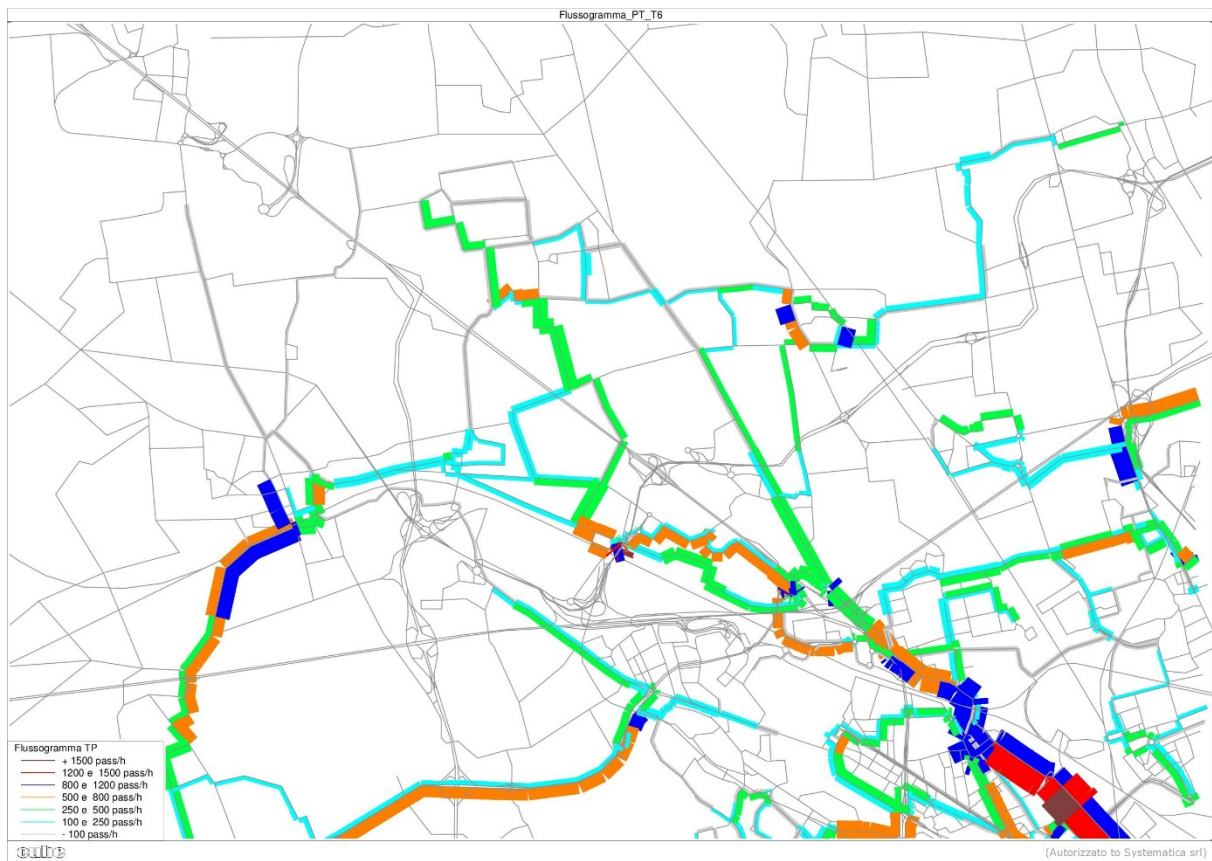 Flussogramma_PT_T6
Flussogramma TP
+ 1500 pass/h
1200 e 1500 pass/h
800 e 1200 pass/h
500 e 800 pass/h
250 e 500 pass/h
100 e 250 pass/h
- 100 pass/h
cube
(Autorizzato to Systematica srl)